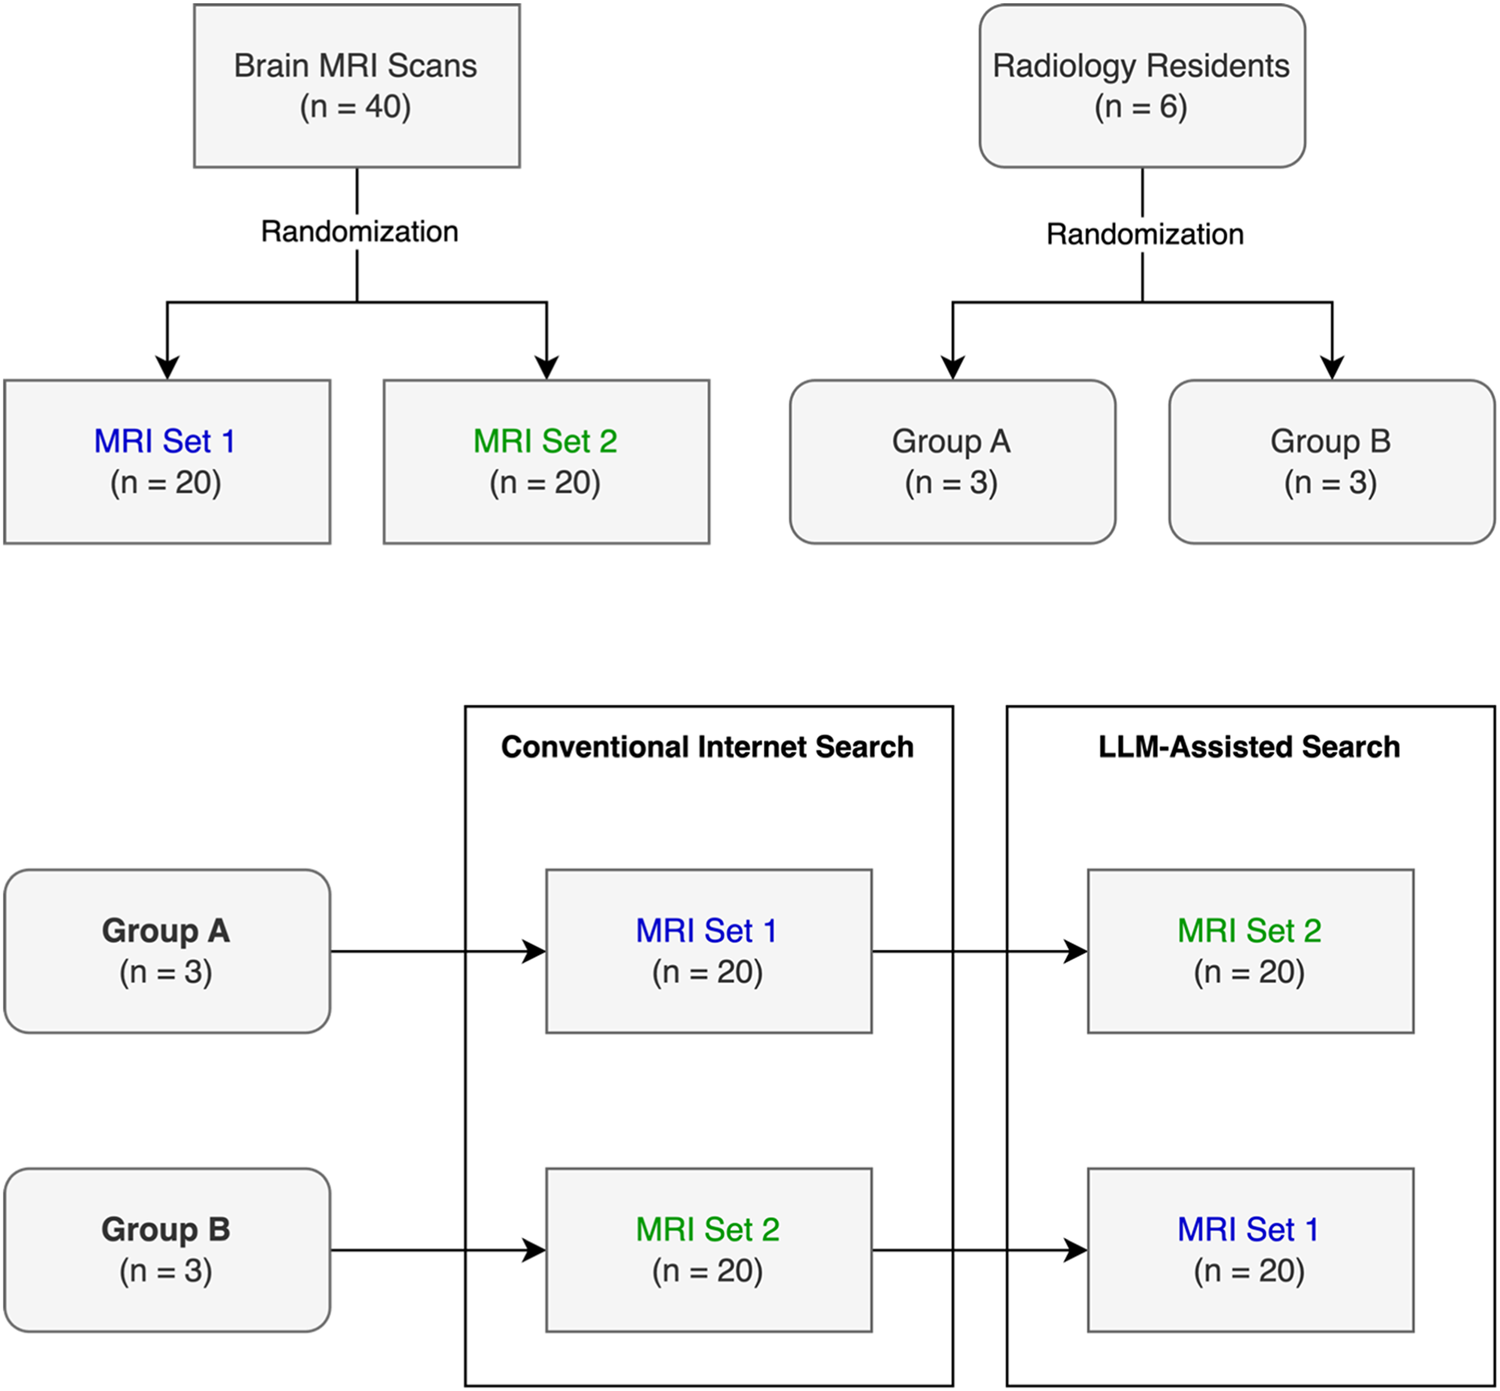 Brain MRI Scans
(n = 40)
Radiology Residents
(n = 6)
Randomization
Randomization
MRI Set 1
(n = 20)
MRI Set 2
(n = 20)
Group A
(n = 3)
Group B
(n = 3)
Conventional Internet Search
LLM-Assisted Search
Group A
(n = 3)
MRI Set 1
(n = 20)
MRI Set 2
(n = 20)
Group B
(n = 3)
MRI Set 2
(n = 20)
MRI Set 1
(n = 20)